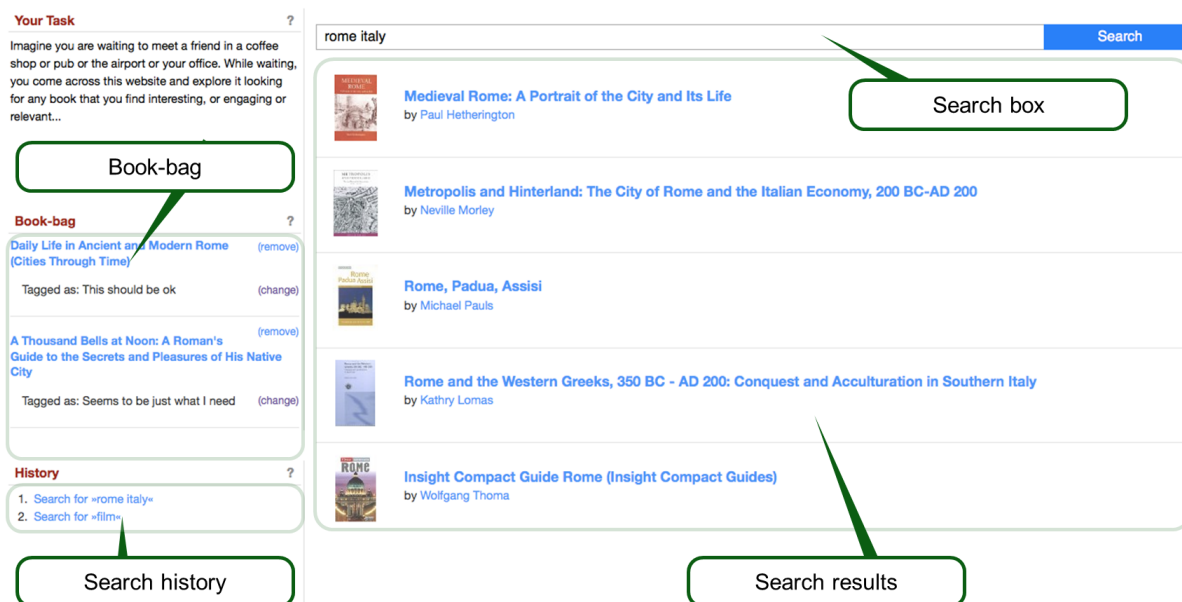 Your Task ?
Imagine you are waiting to meet a friend in a coffee
shop or pub or the airport or your office. While waiting,
you come across this website and explore it looking
for any book that you find interesting, or engaging or
relevant...
Book-bag
Book-bag ?
Daily Life in Ancient and Modern Rome (remove)
(Cities Through Time)
Tagged as: This should be ok (change)
(remove)
A Thousand Bells at Noon: A Roman's
Guide to the Secrets and Pleasures of His Native
City
Tagged as: Seems to be just what I need (change)
History ?
1. Search for »rome italy«
2. Search for »film«
Search history
rome italy Search
Search box
MEDIEVAL
ROME
Medieval Rome: A Portrait of the City and Its Life
by Paul Hetherington
Metropolis and Hinterland: The City of Rome and the Italian Economy, 200 BC-AD 200
by Neville Morley
Rome
Padua Assisi
Rome, Padua, Assisi
by Michael Pauls
Rome and the Western Greeks, 350 BC - AD 200: Conquest and Acculturation in Southern Italy
by Kathry Lomas
ROME
Insight Compact Guide Rome (Insight Compact Guides)
by Wolfgang Thoma
Search results